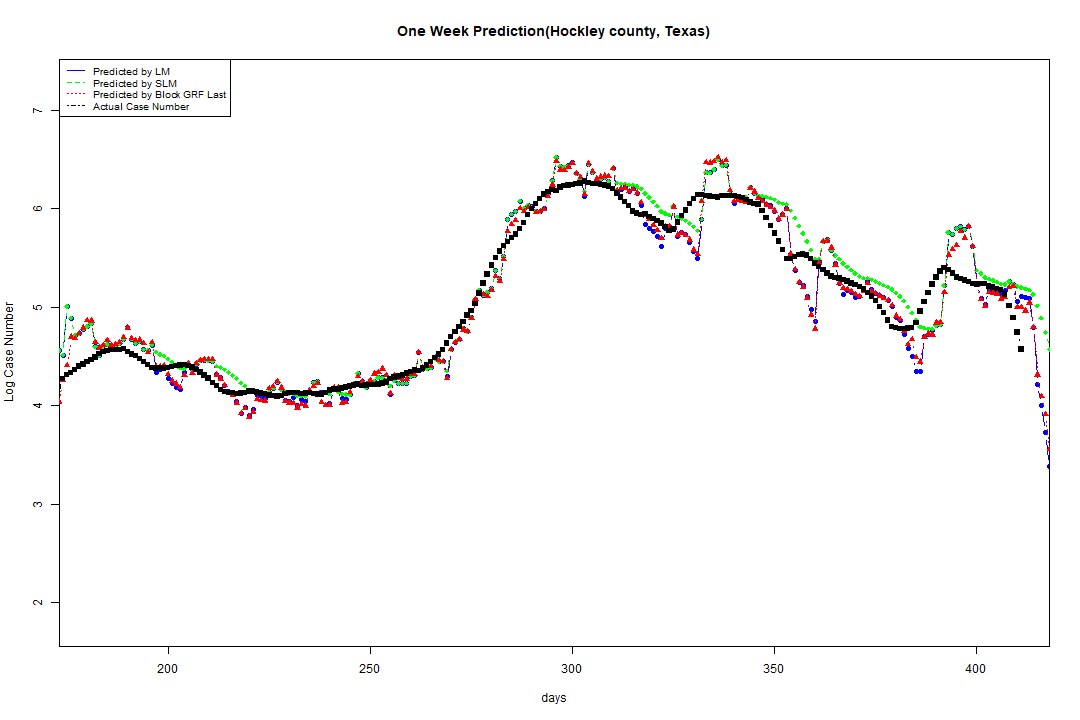 One Week Prediction(Hockley county, Texas)
Predicted by LM
Predicted by SLM
Predicted by Block GRF Last
Actual Case Number
7
6
5
4
3
2
Log Case Number
200 250 300 350 400
days